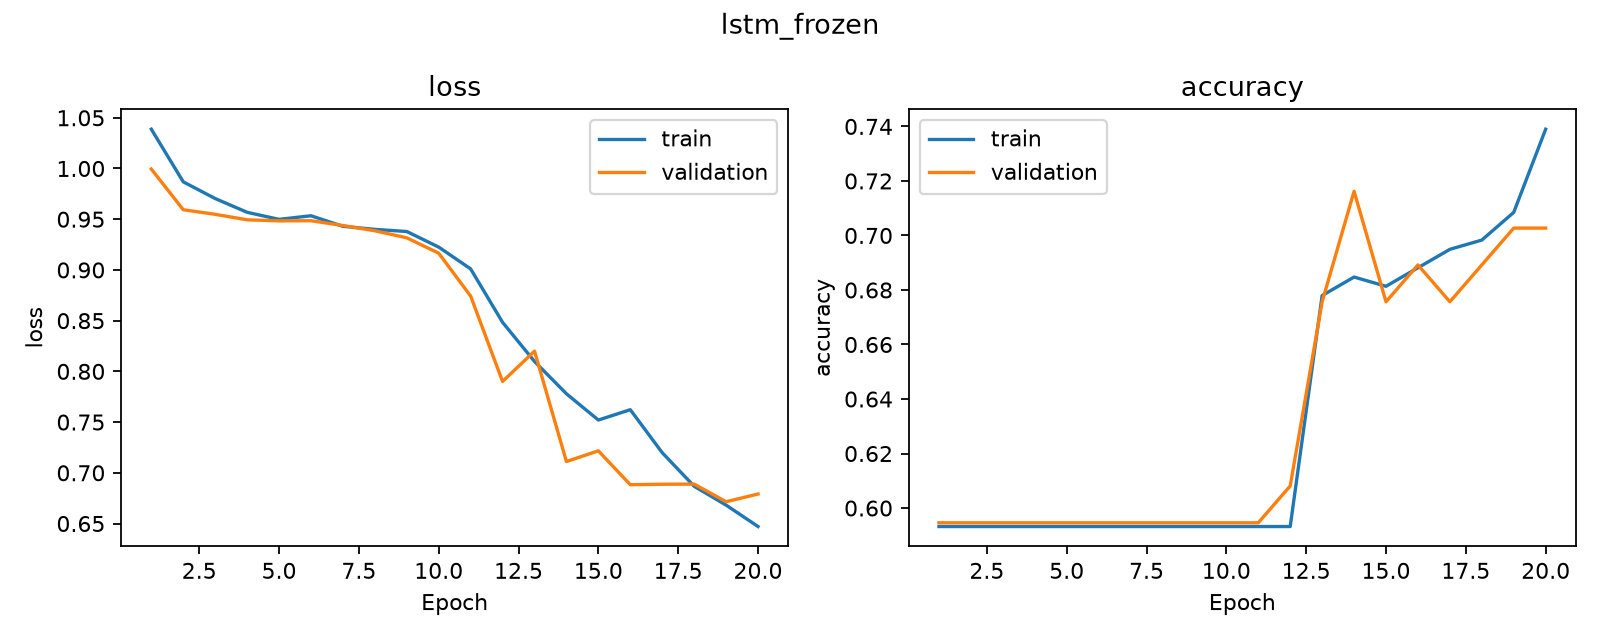 lstm_frozen
loss
1.05
1.00
0.95
0.90
0.85
0.80
0.75
0.70
0.65
loss
train
validation
2.5 5.0 7.5 10.0 12.5 15.0 17.5 20.0
Epoch
accuracy
0.74
0.72
0.70
0.68
0.66
0.64
0.62
0.60
accuracy
train
validation
2.5 5.0 7.5 10.0 12.5 15.0 17.5 20.0
Epoch